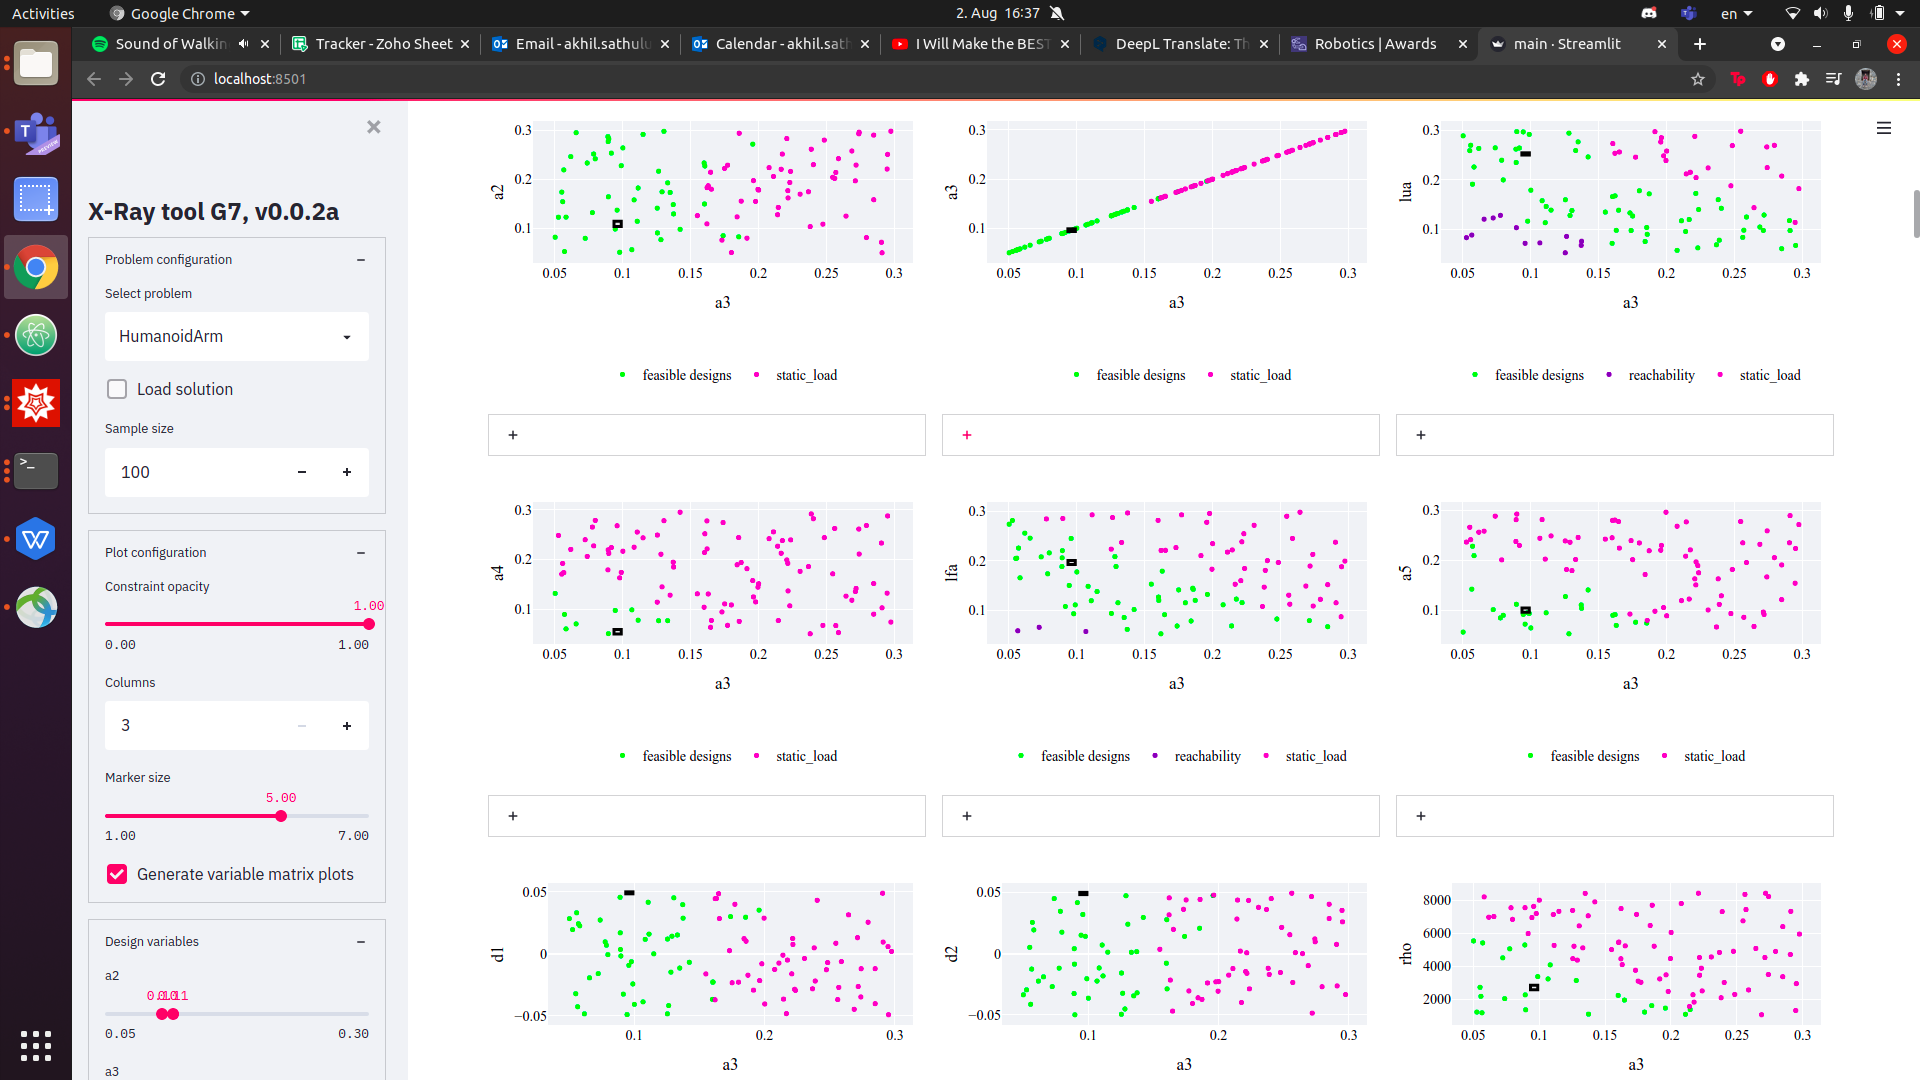 Activities Google Chrome 2. Aug 16:37 en
Sound of Walkin Tracker - Zoho Sheet Email - akhil.sathulu Calendar - akhil.sath I Will Make the BEST DeepL Translate: Th Robotics | Awards main · Streamlit
localhost:8501
X-Ray tool G7, v0.0.2a
Problem configuration
Select problem
HumanoidArm
Load solution
Sample size
100
Plot configuration
Constraint opacity
1.00
0.00 1.00
Columns
3
Marker size
5.00
1.00 7.00
Generate variable matrix plots
Design variables
a2
0.05 0.30
a3
0.3
0.2
0.1
a2
0.05 0.1 0.15 0.2 0.25 0.3
a3
feasible designs static_load
0.3
0.2
0.1
a3
0.05 0.1 0.15 0.2 0.25 0.3
a3
feasible designs static_load
0.3
0.2
0.1
lua
0.05 0.1 0.15 0.2 0.25 0.3
a3
feasible designs reachability static_load
+ + +
0.3
0.2
0.1
a4
0.05 0.1 0.15 0.2 0.25 0.3
a3
feasible designs static_load
0.3
0.2
0.1
lfa
0.05 0.1 0.15 0.2 0.25 0.3
a3
feasible designs reachability static_load
0.3
0.2
0.1
a5
0.05 0.1 0.15 0.2 0.25 0.3
a3
feasible designs static_load
+ + +
0.05
0
−0.05
d1
0.1 0.2 0.3
a3
0.05
0
−0.05
d2
0.1 0.2 0.3
a3
8000
6000
4000
2000
rho
0.05 0.1 0.15 0.2 0.25 0.3
a3